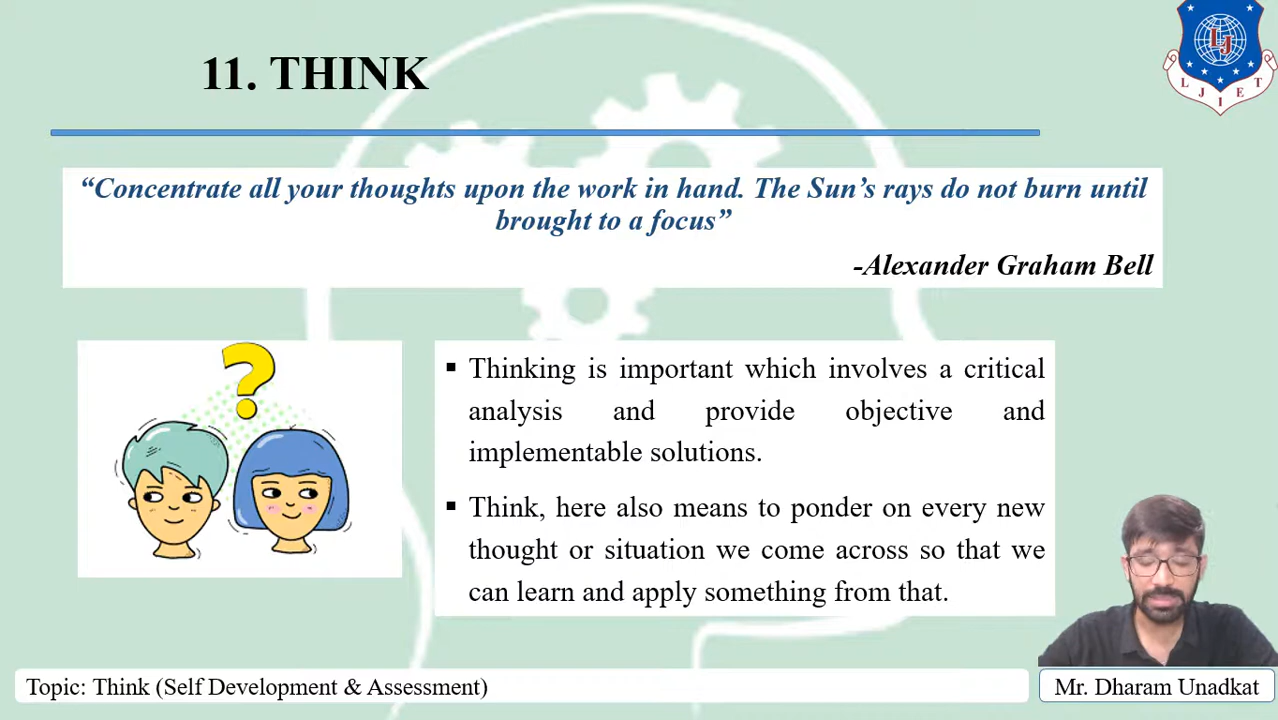 11. THINK
L J I E T
LJ
“Concentrate all your thoughts upon the work in hand. The Sun’s rays do not burn until
brought to a focus”
-Alexander Graham Bell
?
▪ Thinking is important which involves a critical
analysis and provide objective and
implementable solutions.
▪ Think, here also means to ponder on every new
thought or situation we come across so that we
can learn and apply something from that.
Topic: Think (Self Development & Assessment)
Mr. Dharam Unadkat